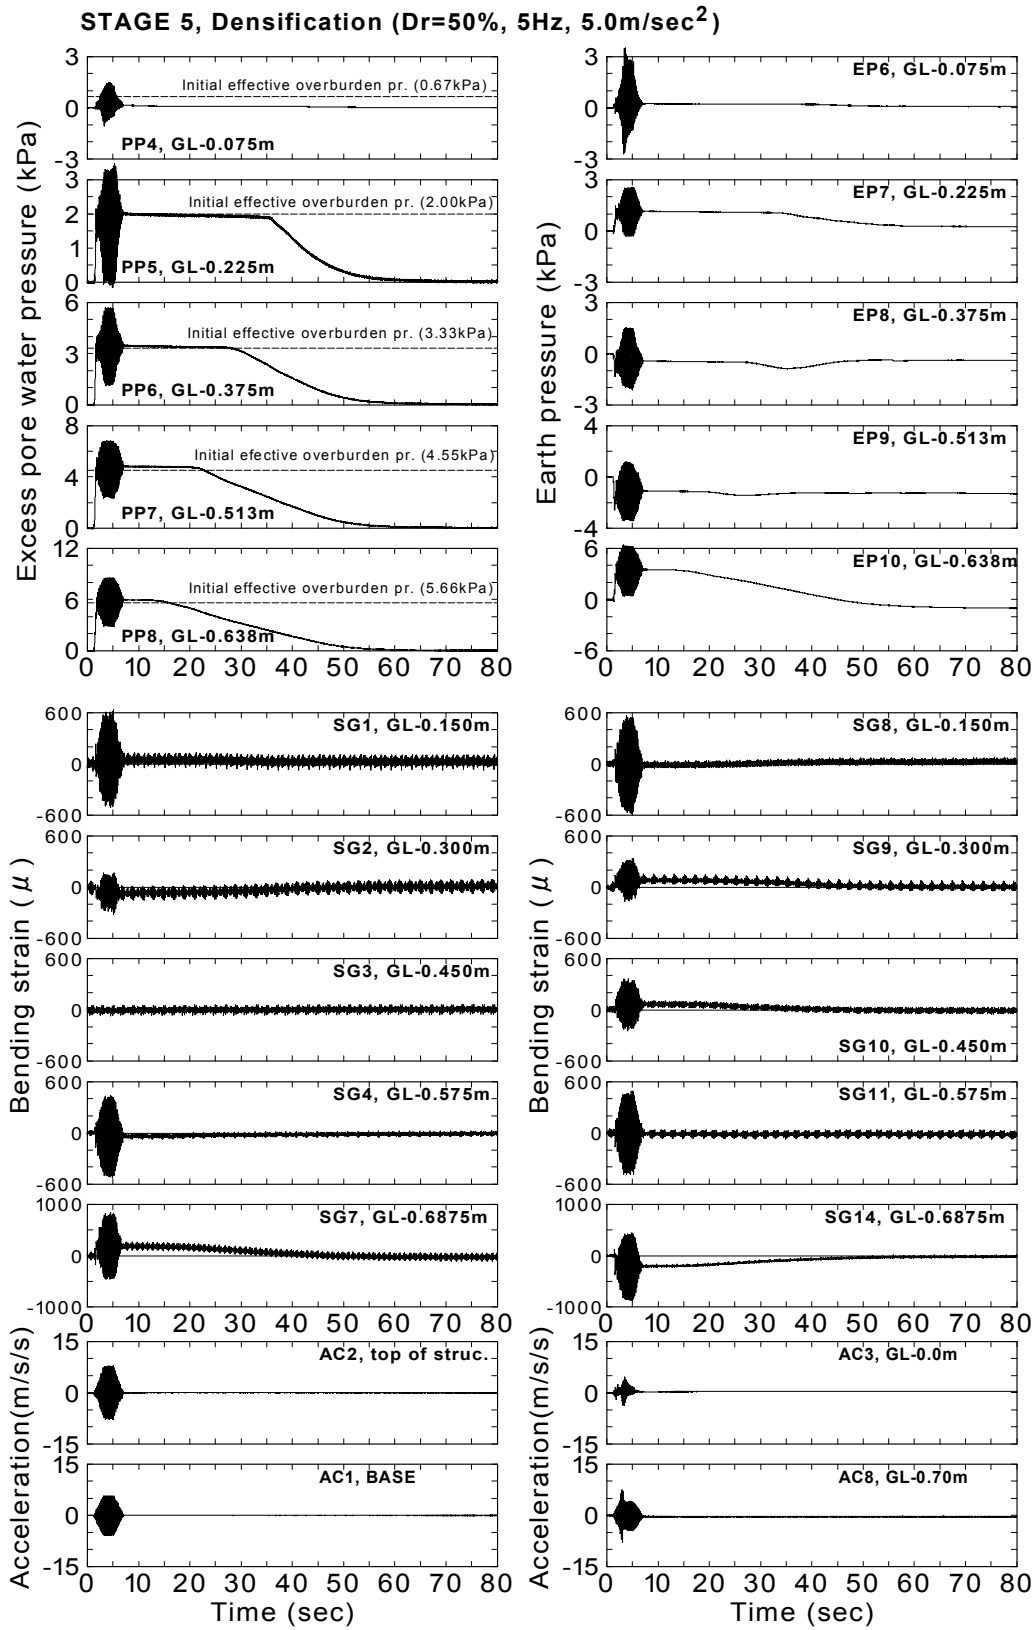 STAGE 5, Densification (Dr=50%, 5Hz, 5.0m/sec²)
Excess pore water pressure (kPa)
3
0
-3
Initial effective overburden pr. (0.67kPa)
PP4, GL-0.075m
3
2
1
0
Initial effective overburden pr. (2.00kPa)
PP5, GL-0.225m
6
3
0
Initial effective overburden pr. (3.33kPa)
PP6, GL-0.375m
8
4
0
Initial efective overburden pr. (4.55kPa)
PP7, GL-0.513m
12
6
0
Initial effective overburden pr. (5.66kPa)
PP8, GL-0.638m
0 10 20 30 40 50 60 70 80
Earth pressure (kPa)
3
0
-3
EP6, GL-0.075m
3
0
-3
EP7, GL-0.225m
3
0
-3
EP8, GL-0.375m
4
0
-4
EP9, GL-0.513m
6
0
-6
EP10, GL-0.638m
0 10 20 30 40 50 60 70 80
Bending strain ( μ )
600
0
-600
SG1, GL-0.150m
600
0
-600
SG2, GL-0.300m
600
0
-600
SG3, GL-0.450m
600
0
-600
SG4, GL-0.575m
1000
0
-1000
SG7, GL-0.6875m
0 10 20 30 40 50 60 70 80
Bending strain ( μ )
600
0
-600
SG8, GL-0.150m
600
0
-600
SG9, GL-0.300m
600
0
-600
SG10, GL-0.450m
600
0
-600
SG11, GL-0.575m
1000
0
-1000
SG14, GL-0.6875m
0 10 20 30 40 50 60 70 80
Acceleration(m/s/s)
15
0
-15
AC2, top of struc.
Acceleration(m/s/s)
15
0
-15
AC3, GL-0.0m
Acceleration(m/s/s)
15
0
-15
AC1, BASE
0 10 20 30 40 50 60 70 80
Time (sec)
Acceleration(m/s/s)
15
0
-15
AC8, GL-0.70m
0 10 20 30 40 50 60 70 80
Time (sec)